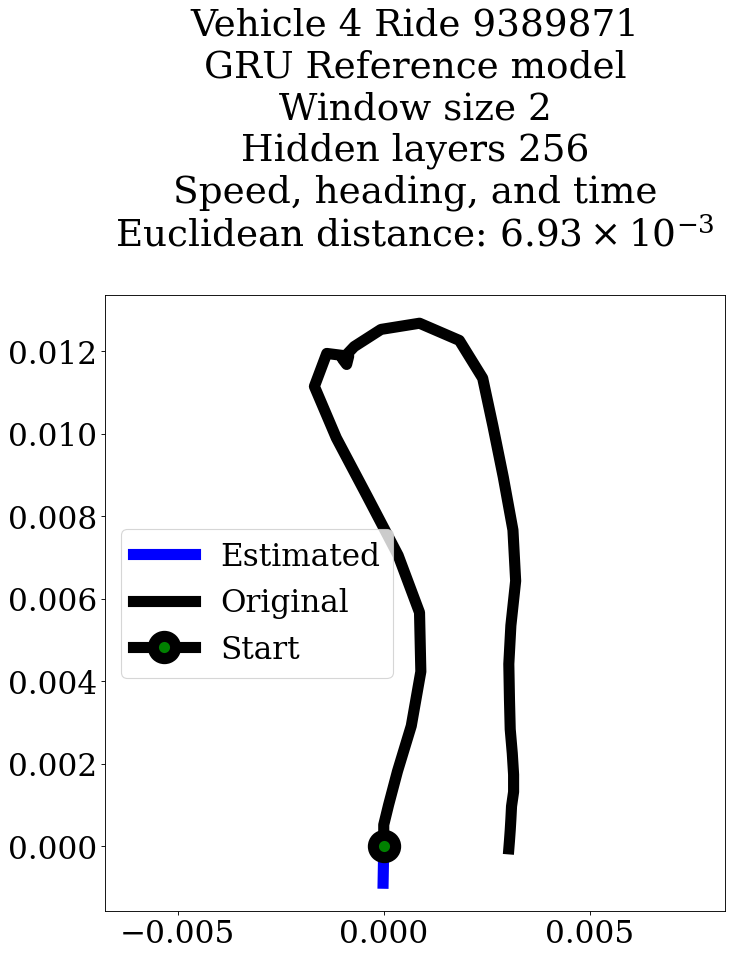 Vehicle 4 Ride 9389871
GRU Reference model
Window size 2
Hidden layers 256
Speed, heading, and time
Euclidean distance: 6.93 × 10⁻³
0.012
0.010
0.008
0.006
0.004
0.002
0.000
Estimated
Original
Start
−0.005 0.000 0.005